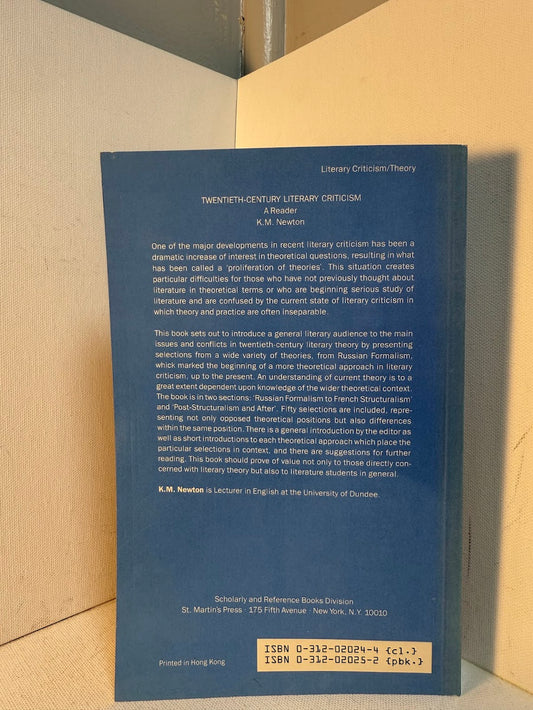 Literary Criticism/Theory
TWENTIETH-CENTURY LITERARY CRITICISM
A Reader
K.M. Newton
One of the major developments in recent literary criticism has been a
dramatic increase of interest in theoretical questions, resulting in what
has been called a 'proliferation of theories'. This situation creates
particular difficulties for those who have not previously thought about
literature in theoretical terms or who are beginning serious study of
literature and are confused by the current state of literary criticism in
which theory and practice are often inseparable.
This book sets out to introduce a general literary audience to the main
issues and conflicts in twentieth-century literary theory by presenting
selections from a wide variety of theories, from Russian Formalism,
which marked the beginning of a more theoretical approach in literary
criticism, up to the present. An understanding of current theory is to a
great extent dependent upon knowledge of the wider theoretical context.
The book is in two sections: 'Russian Formalism to French Structuralism'
and 'Post-Structuralism and After'. Fifty selections are included, repre-
senting not only opposed theoretical positions but also differences
within the same position. There is a general introduction by the editor as
well as short introductions to each theoretical approach which place the
particular selections in context, and there are suggestions for further
reading. This book should prove of value not only to those directly con-
cerned with literary theory but also to literature students in general.
K.M. Newton is Lecturer in English at the University of Dundee.
Scholarly and Reference Books Division
St. Martin's Press · 175 Fifth Avenue · New York, N.Y. 10010
ISBN 0-312-02024-4 {cl.}
ISBN 0-312-02025-2 {pbk.}
Printed in Hong Kong